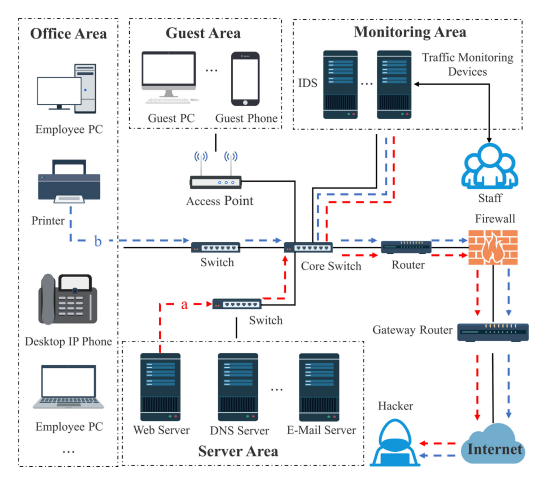 Office Area
Guest Area
Monitoring Area
Employee PC
Guest PC
...
Guest Phone
IDS
...
Traffic Monitoring
Devices
Staff
Printer
Access Point
b
Switch
Core Switch
Router
Firewall
a
Switch
Desktop IP Phone
Gateway Router
Employee PC
...
Web Server
DNS Server
...
E-Mail Server
Server Area
Hacker
Internet